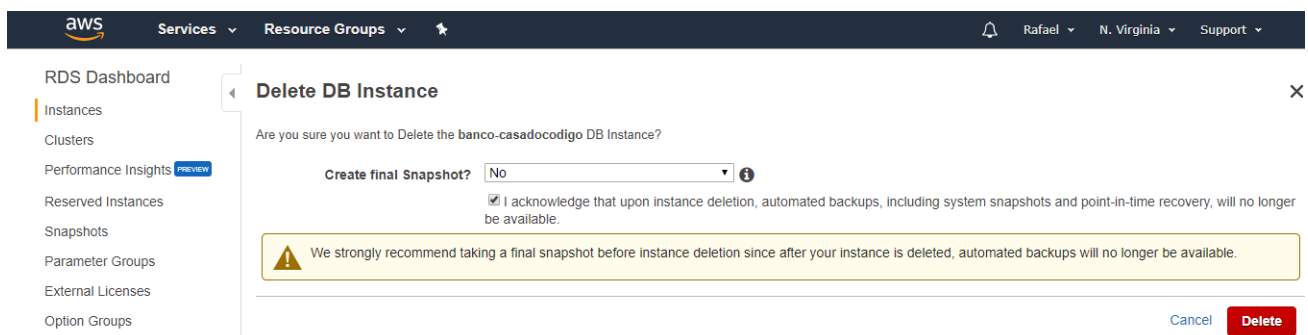 aws Services Resource Groups Rafael N. Virginia Support
RDS Dashboard
Instances
Clusters
Performance Insights PREVIEW
Reserved Instances
Snapshots
Parameter Groups
External Licenses
Option Groups
Delete DB Instance
Are you sure you want to Delete the banco-casadocodigo DB Instance?
Create final Snapshot? No
I acknowledge that upon instance deletion, automated backups, including system snapshots and point-in-time recovery, will no longer
be available.
We strongly recommend taking a final snapshot before instance deletion since after your instance is deleted, automated backups will no longer be available.
Cancel Delete